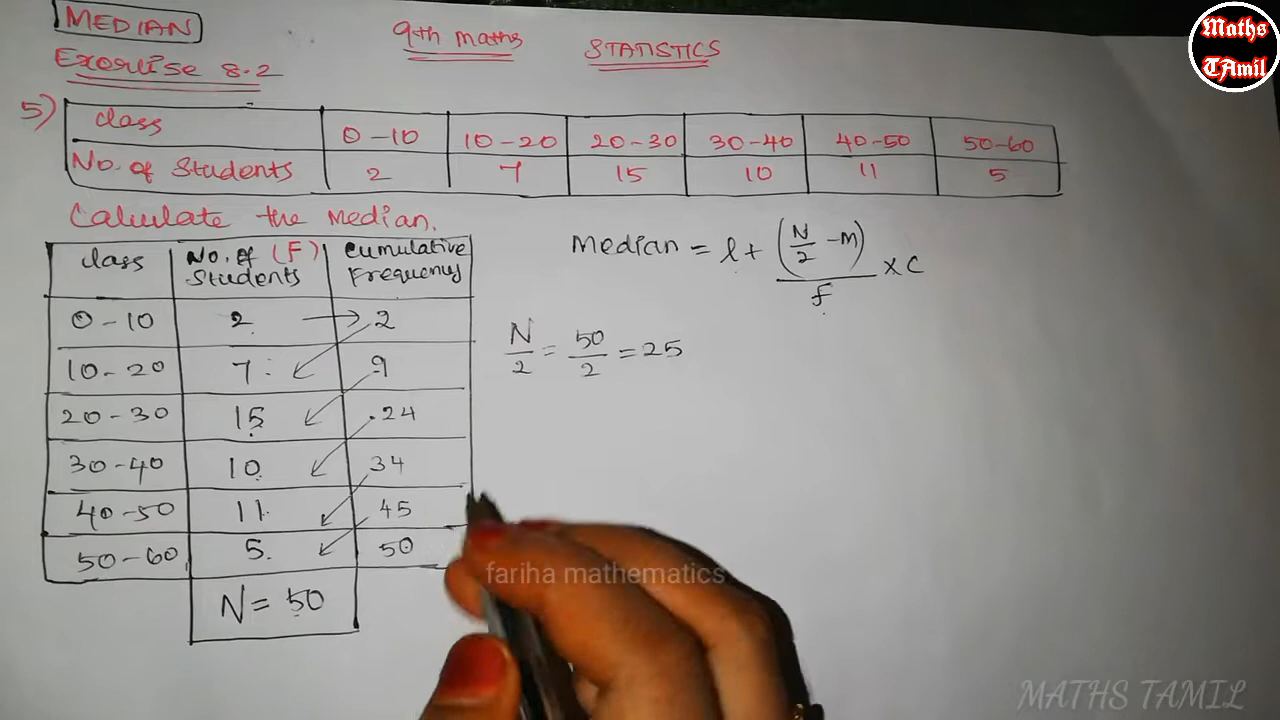 MEDIAN
9th maths STATISTICS
Exercise 8.2
5)
class 0-10 10-20 20-30 30-40 40-50 50-60
No. of Students 2 7 15 10 11 5
Calculate the Median.
class No. of (F) Students Cumulative Frequency
0-10 2 2
10-20 7 9
20-30 15 24
30-40 10 34
40-50 11 45
50-60 5 50
N = 50
Median = l + (N/2 - m)/f × c
N/2 = 50/2 = 25
fariha mathematics
Maths
TAmil
MATHS TAMIL